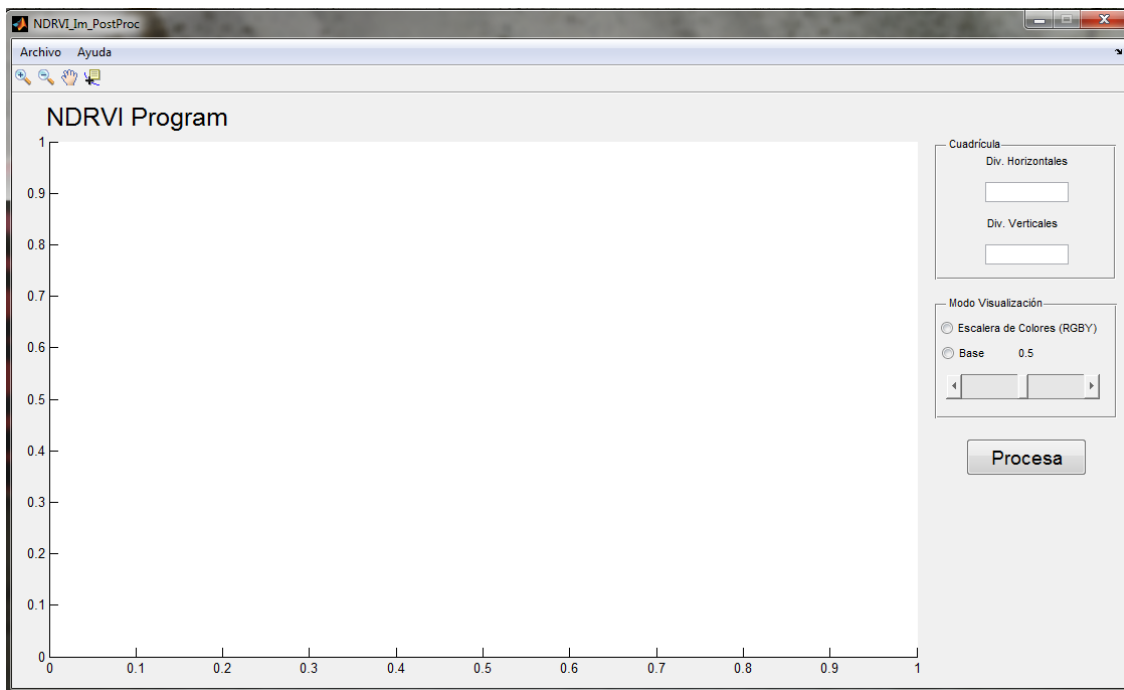 NDRVI_Im_PostProc
Archivo Ayuda
NDRVI Program
1
0.9
0.8
0.7
0.6
0.5
0.4
0.3
0.2
0.1
0
0 0.1 0.2 0.3 0.4 0.5 0.6 0.7 0.8 0.9 1
Cuadrícula
Div. Horizontales
Div. Verticales
Modo Visualización
Escalera de Colores (RGBY)
Base 0.5
Procesa